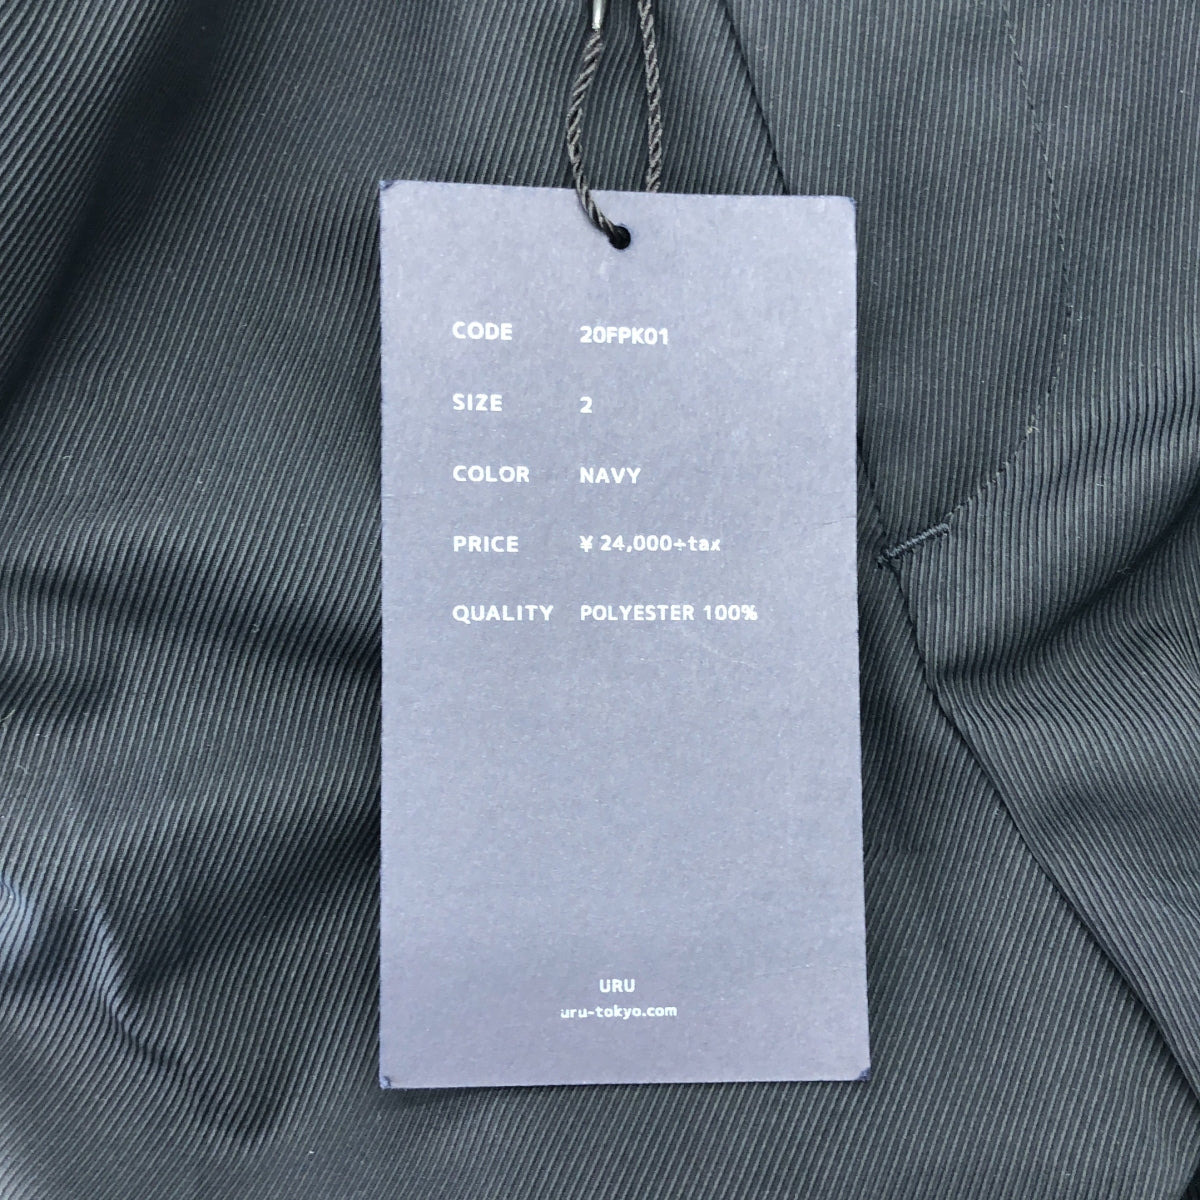 CODE 20FPK01
SIZE 2
COLOR NAVY
PRICE ¥ 24,000+tax
QUALITY POLYESTER 100%
URU
uru-tokyo.com